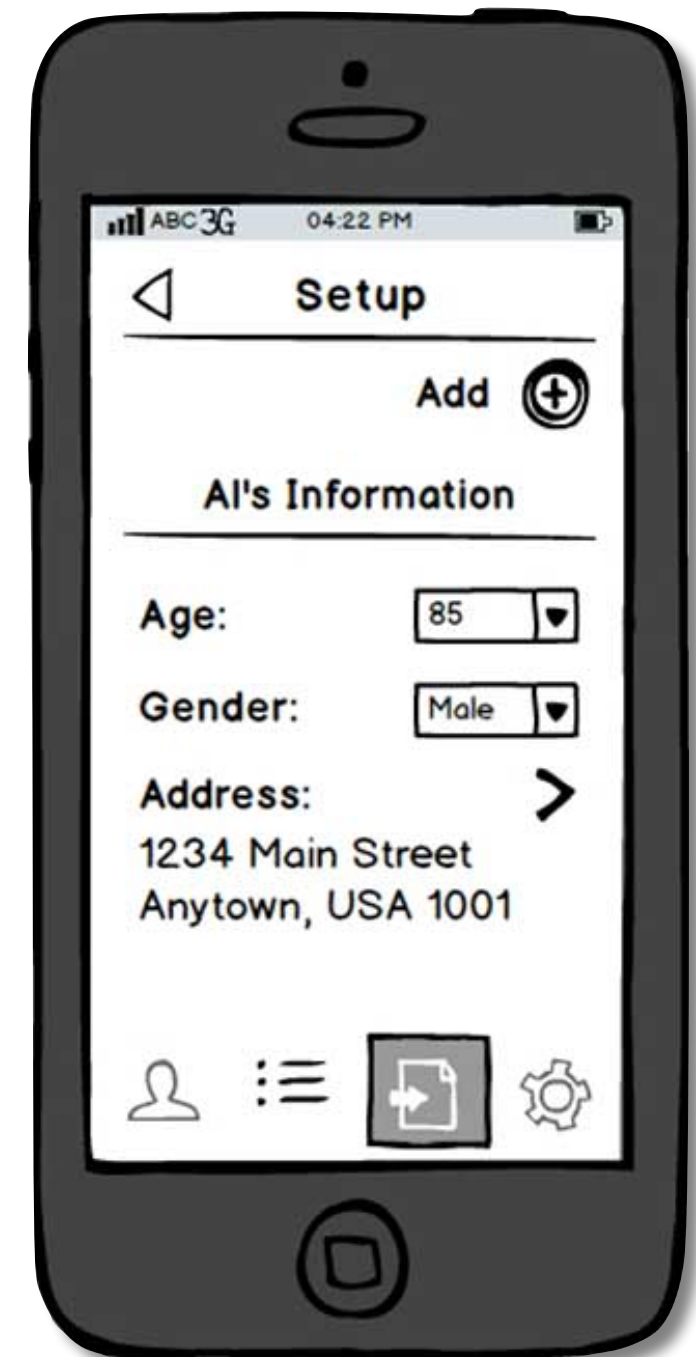 ABC 3G 04:22 PM
Setup
Add
Al's Information
Age: 85
Gender: Male
Address:
1234 Main Street
Anytown, USA 1001